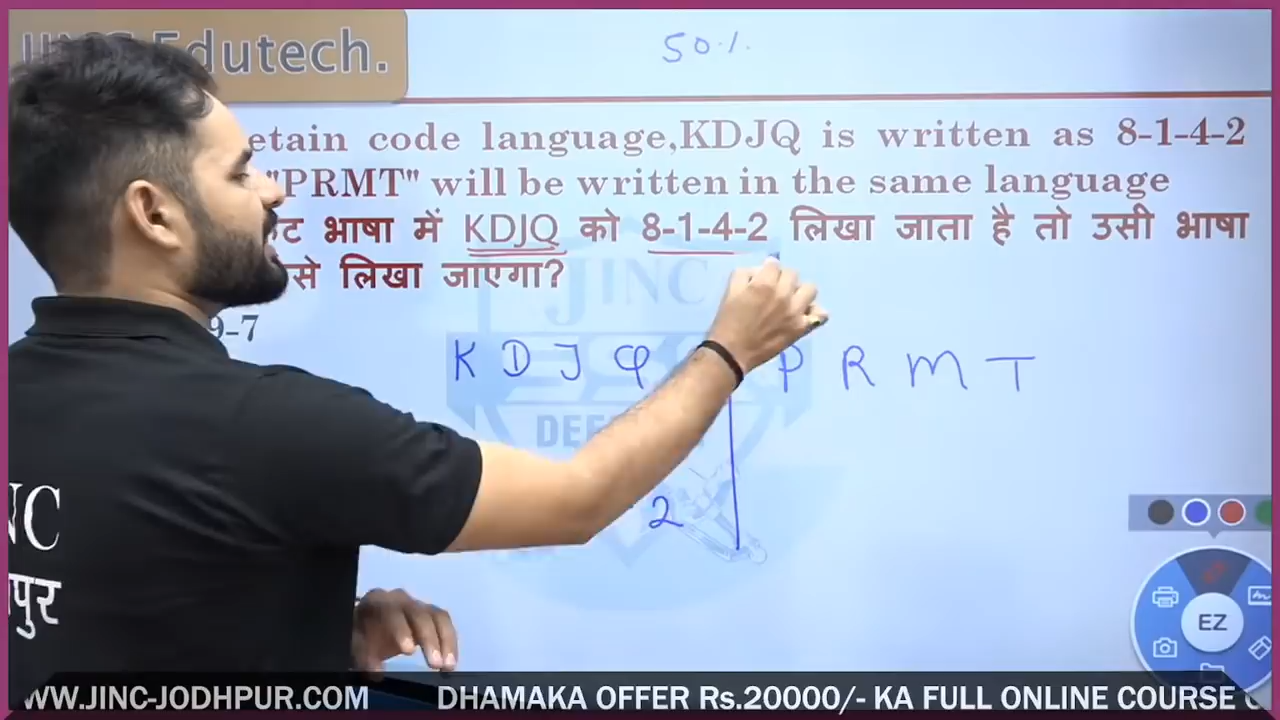 Edutech.
50%
etain code language,KDJQ is written as 8-1-4-2
"PRMT" will be written in the same language
भाषा में KDJQ को 8-1-4-2 लिखा जाता है तो उसी भाषा
से लिखा जाएगा?
9-7
JINC
K D J Q P R M T
2
NC
EZ
WWW.JINC-JODHPUR.COM DHAMAKA OFFER Rs.20000/- KA FULL ONLINE COURSE